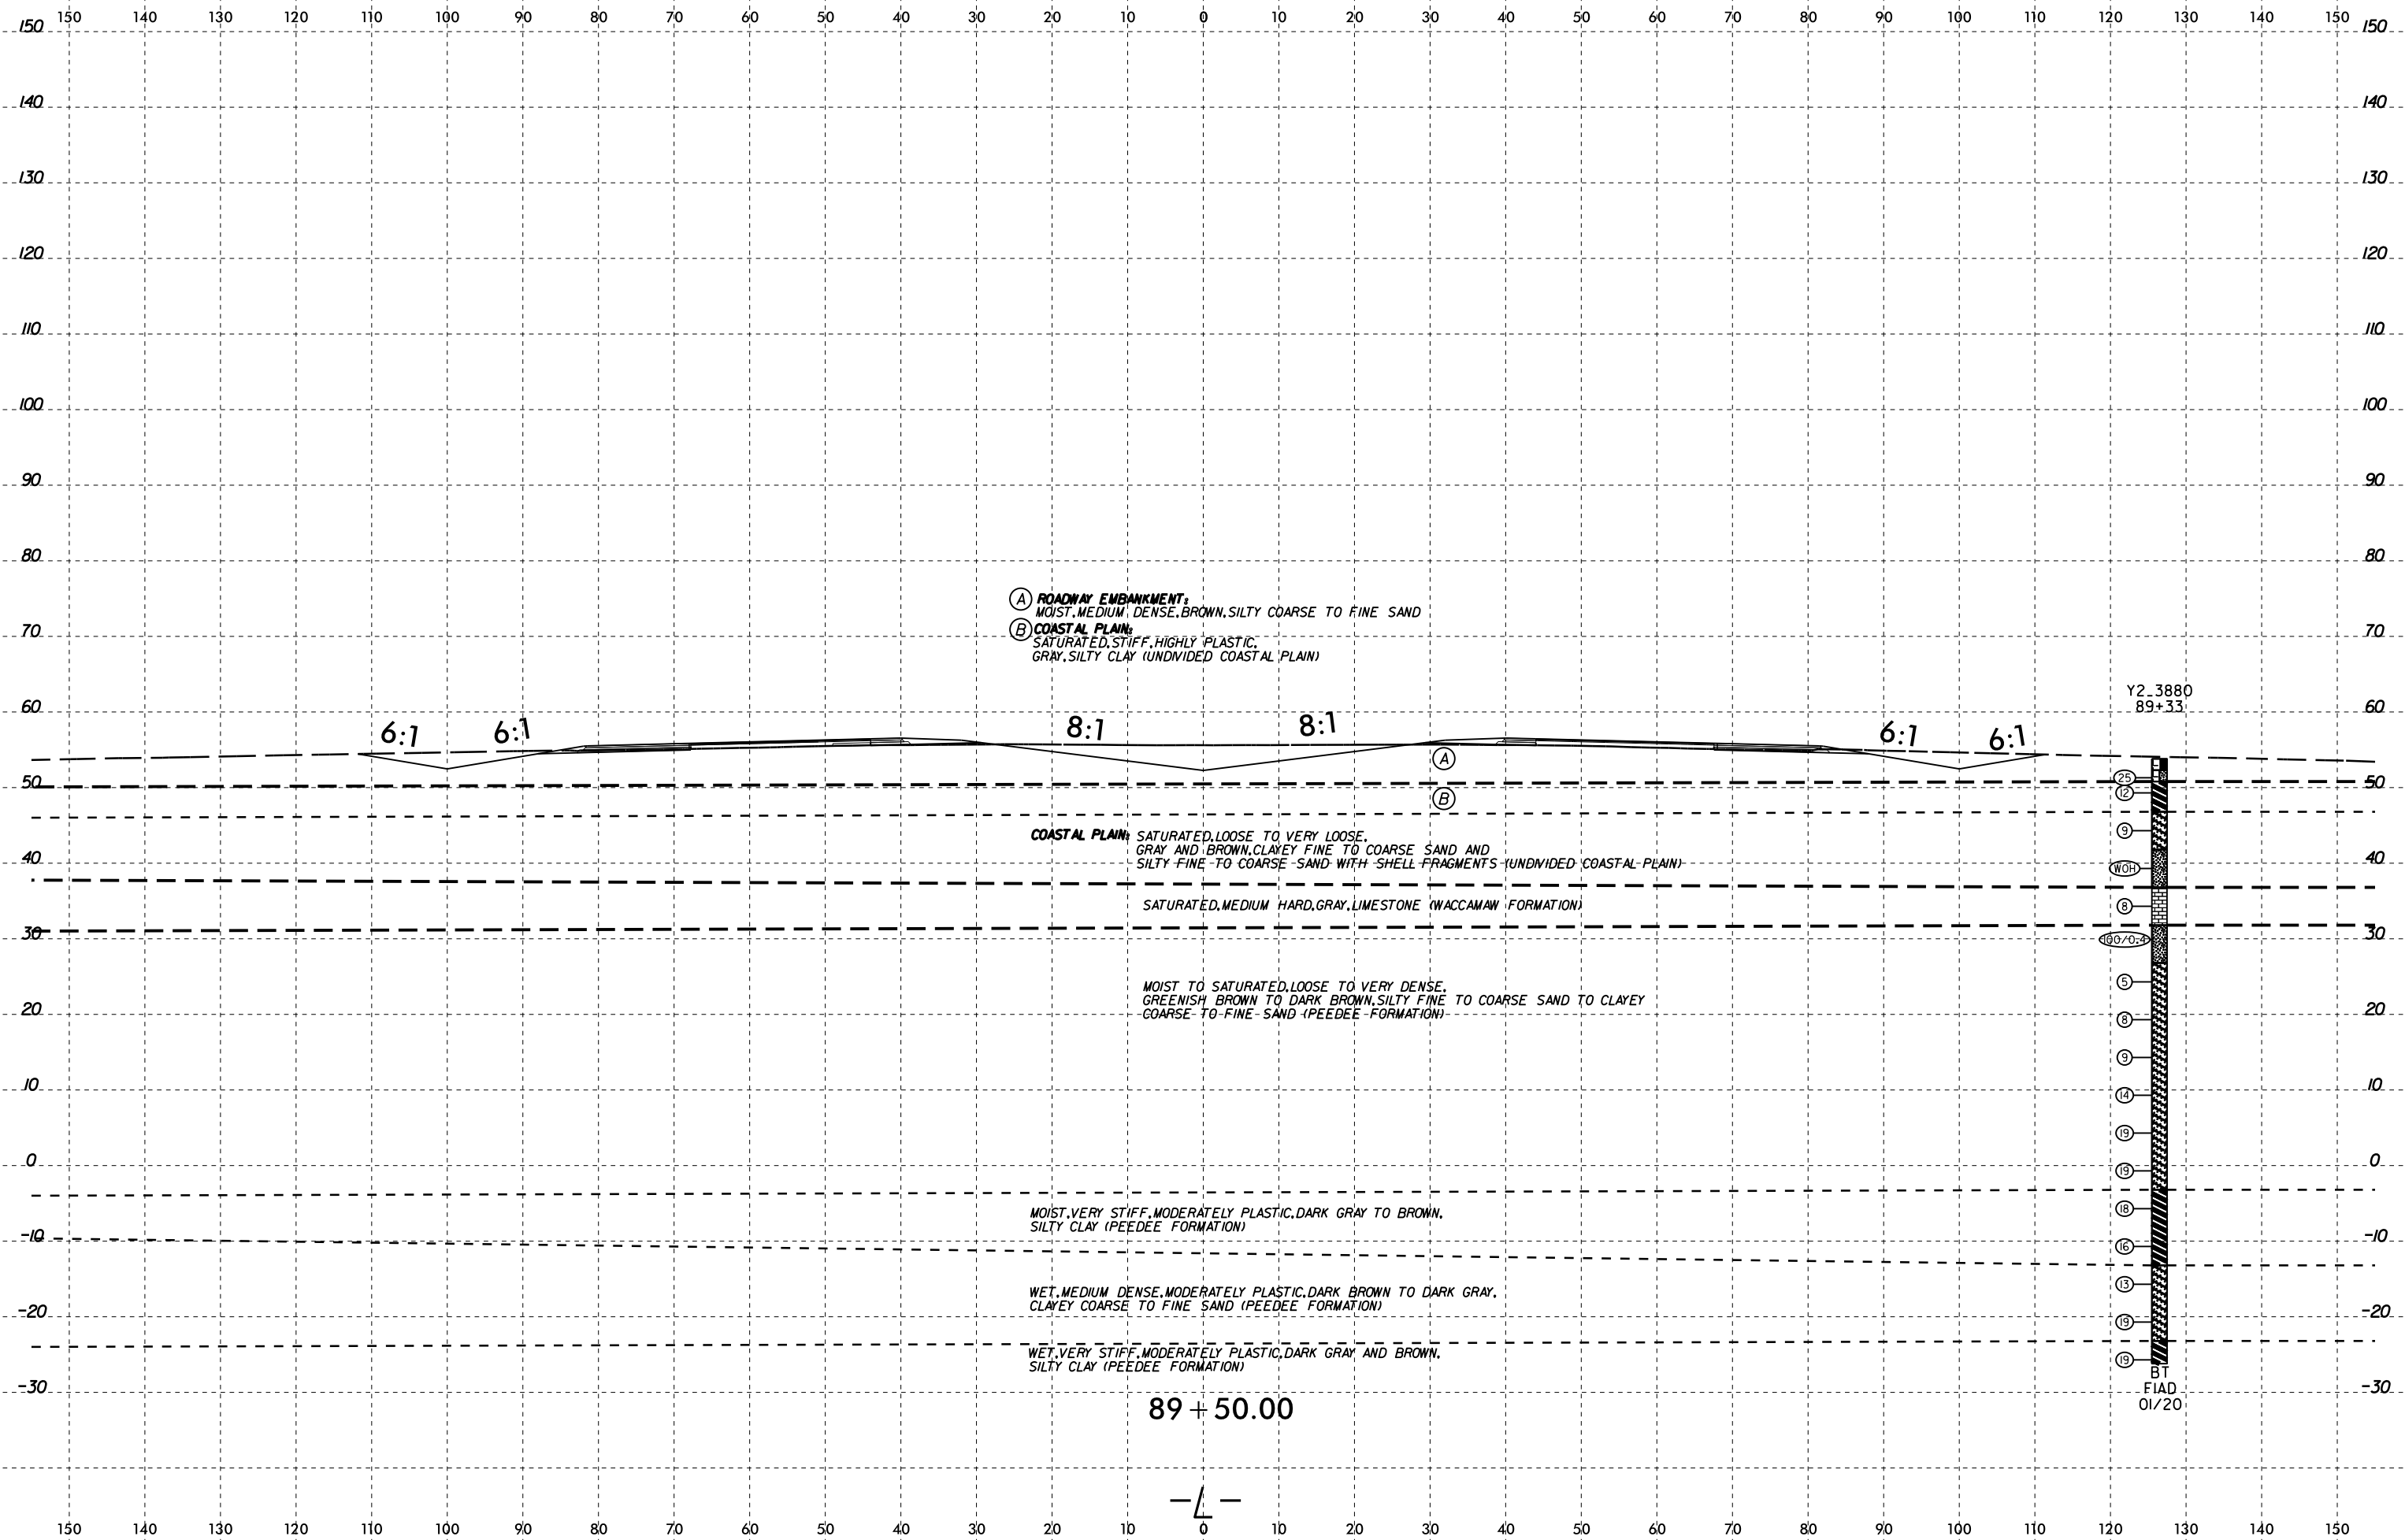 150 140 130 120 110 100 90 80 70 60 50 40 30 20 10 0 10 20 30 40 50 60 70 80 90 100 110 120 130 140 150
150 150
140 140
130 130
120 120
110 110
100 100
90 90
80 80
A ROADWAY EMBANKMENT:
MOIST, MEDIUM DENSE, BROWN, SILTY COARSE TO FINE SAND
70 70
B COASTAL PLAIN:
SATURATED, STIFF, HIGHLY PLASTIC,
GRAY, SILTY CLAY (UNDIVIDED COASTAL PLAIN)
Y2_3880
89+33
60 60
6:1 6:1 8:1 8:1 6:1 6:1
A
25
50 50
12
B
COASTAL PLAIN: SATURATED, LOOSE TO VERY LOOSE,
9
GRAY AND BROWN, CLAYEY FINE TO COARSE SAND AND
40 40
SILTY FINE TO COARSE SAND WITH SHELL FRAGMENTS (UNDIVIDED COASTAL PLAIN)
WOH
SATURATED, MEDIUM HARD, GRAY, LIMESTONE (WACCAMAW FORMATION)
8
30 30
100/0.4
MOIST TO SATURATED, LOOSE TO VERY DENSE,
5
GREENISH BROWN TO DARK BROWN, SILTY FINE TO COARSE SAND TO CLAYEY
20 20
COARSE TO FINE SAND (PEEDEE FORMATION)
8
9
10 10
14
19
0 0
19
MOIST, VERY STIFF, MODERATELY PLASTIC, DARK GRAY TO BROWN,
18
SILTY CLAY (PEEDEE FORMATION)
-10 -10
16
13
WET, MEDIUM DENSE, MODERATELY PLASTIC, DARK BROWN TO DARK GRAY,
CLAYEY COARSE TO FINE SAND (PEEDEE FORMATION)
-20 -20
19
WET, VERY STIFF, MODERATELY PLASTIC, DARK GRAY AND BROWN,
19
SILTY CLAY (PEEDEE FORMATION)
BT
-30 -30
FIAD
01/20
89+50.00
-L-
150 140 130 120 110 100 90 80 70 60 50 40 30 20 10 0 10 20 30 40 50 60 70 80 90 100 110 120 130 140 150